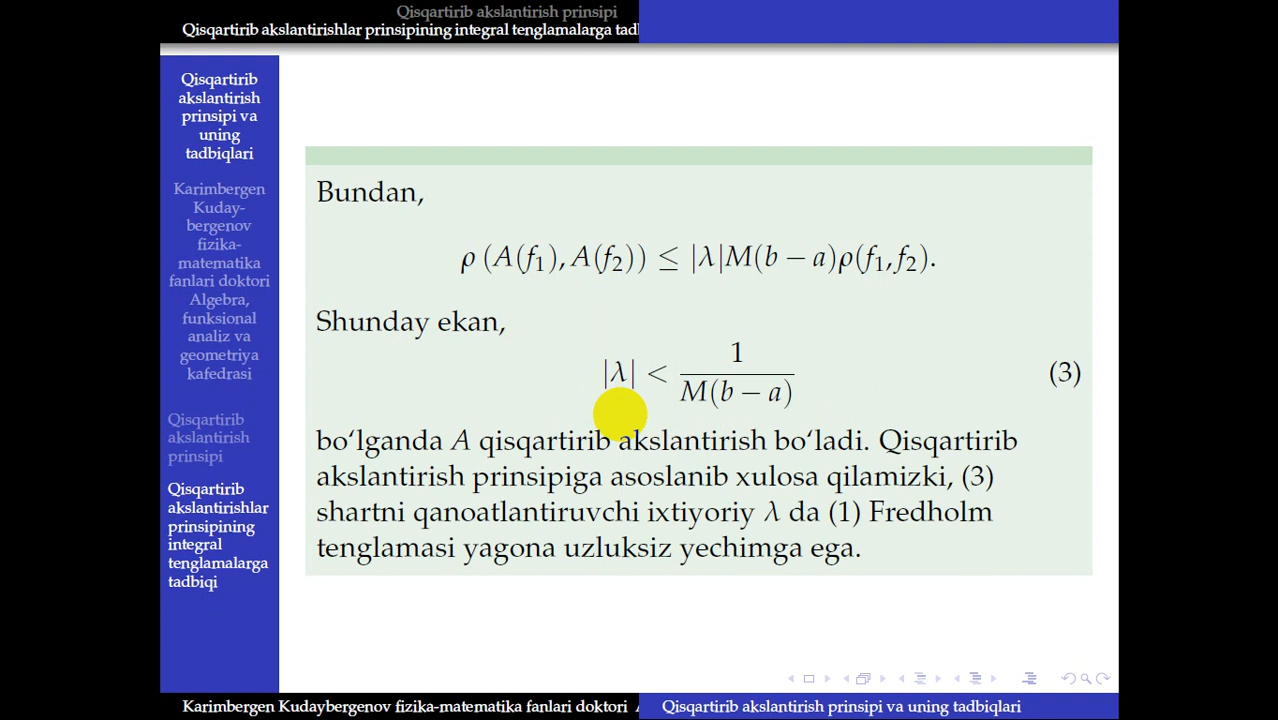 Qisqartirib akslantirish prinsipi
Qisqartirib akslantirishlar prinsipining integral tenglamalarga tad
Qisqartirib
akslantirish
prinsipi va
uning
tadbiqlari
Karimbergen
Kuday-
bergenov
fizika-
matematika
fanlari doktori
Algebra,
funksional
analiz va
geometriya
kafedrasi
Qisqartirib
akslantirish
prinsipi
Qisqartirib
akslantirishlar
prinsipining
integral
tenglamalarga
tadbiqi
Bundan,
ρ (A(f₁), A(f₂)) ≤ |λ|M(b − a)ρ(f₁, f₂).
Shunday ekan,
|λ| < 1 / M(b − a) (3)
bo‘lganda A qisqartirib akslantirish bo‘ladi. Qisqartirib
akslantirish prinsipiga asoslanib xulosa qilamizki, (3)
shartni qanoatlantiruvchi ixtiyoriy λ da (1) Fredholm
tenglamasi yagona uzluksiz yechimga ega.
Karimbergen Kudaybergenov fizika-matematika fanlari doktori
Qisqartirib akslantirish prinsipi va uning tadbiqlari